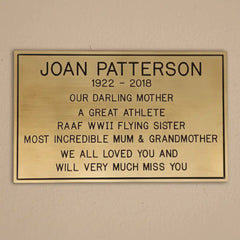 JOAN PATTERSON
1922 - 2018
OUR DARLING MOTHER
A GREAT ATHLETE
RAAF WWII FLYING SISTER
MOST INCREDIBLE MUM & GRANDMOTHER
WE ALL LOVED YOU AND
WILL VERY MUCH MISS YOU